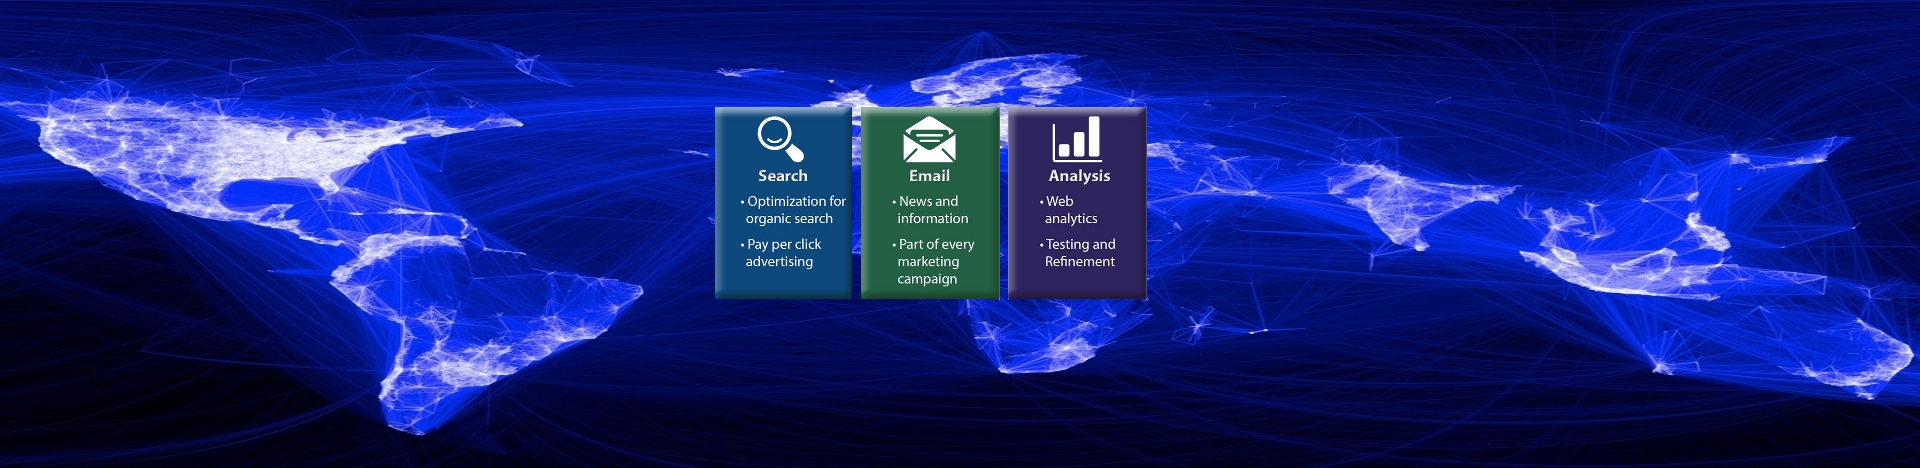 Search
• Optimization for
organic search
• Pay per click
advertising
Email
• News and
information
• Part of every
marketing
campaign
Analysis
• Web
analytics
• Testing and
Refinement